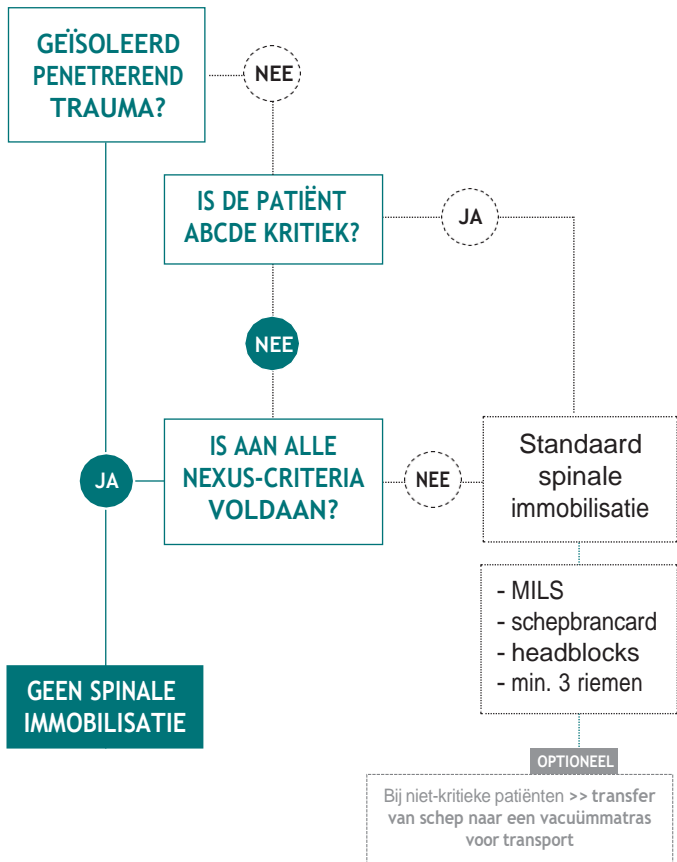 GEÏSOLEERD
PENETREREND
TRAUMA?
NEE
IS DE PATIËNT
ABCDE KRITIEK?
JA
NEE
IS AAN ALLE
NEXUS-CRITERIA
VOLDAAN?
JA
NEE
Standaard
spinale
immobilisatie
- MILS
- schepbrancard
- headblocks
- min. 3 riemen
GEEN SPINALE
IMMOBILISATIE
OPTIONEEL
Bij niet-kritieke patiënten >> transfer
van schep naar een vacuümmatras
voor transport